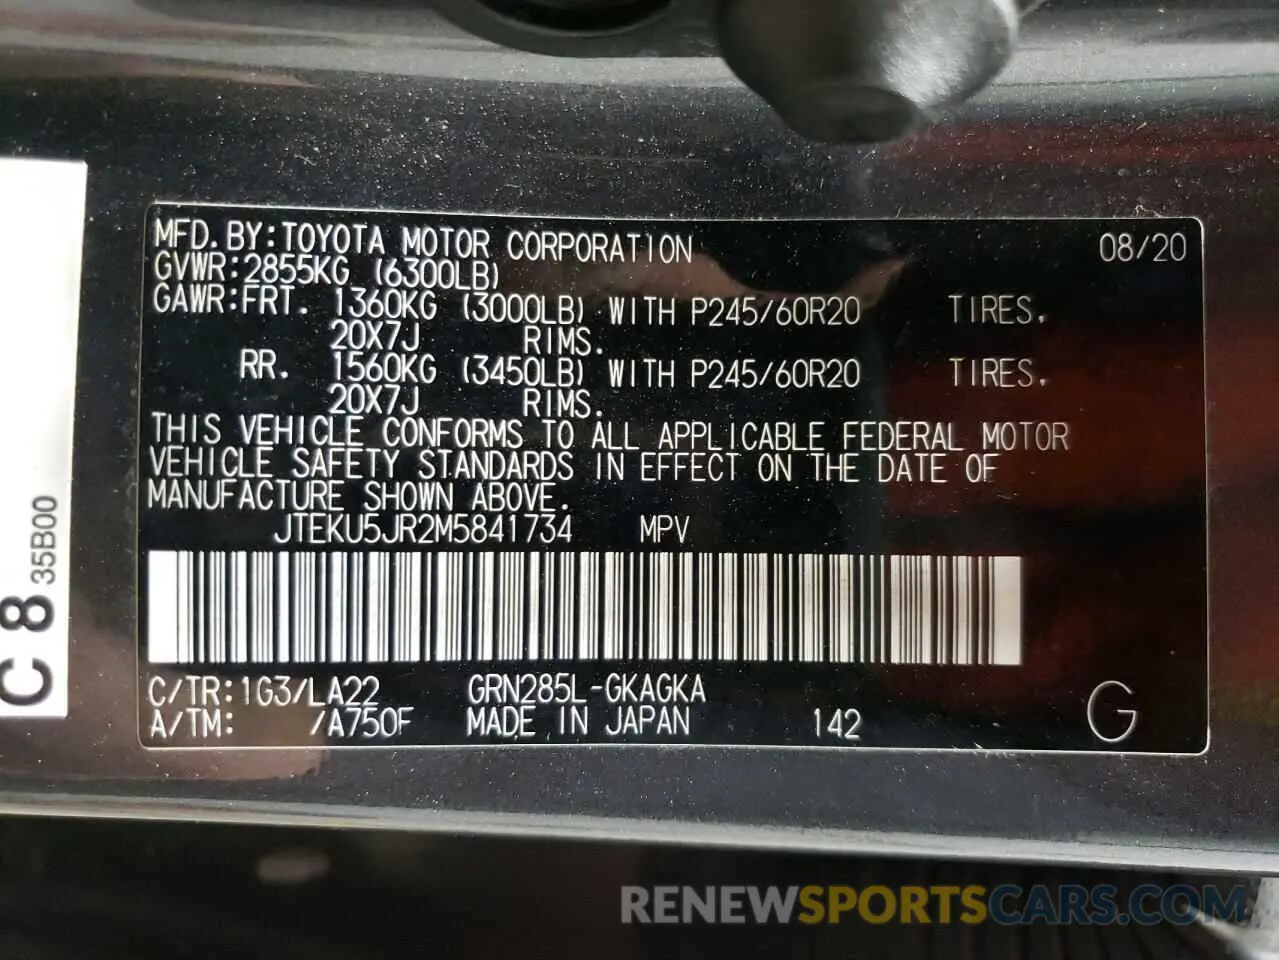 MFD. BY: TOYOTA MOTOR CORPORATION 08/20
GVWR: 2855KG (6300LB)
GAWR: FRT. 1360KG (3000LB) WITH P245/60R20 TIRES.
20X7J RIMS.
RR. 1560KG (3450LB) WITH P245/60R20 TIRES.
20X7J RIMS.
THIS VEHICLE CONFORMS TO ALL APPLICABLE FEDERAL MOTOR
VEHICLE SAFETY STANDARDS IN EFFECT ON THE DATE OF
MANUFACTURE SHOWN ABOVE.
JTEKU5JR2M5841734 MPV
C/TR: 1G3/LA22 GRN285L-GKAGKA
A/TM: /A750F MADE IN JAPAN 142 G
C 8
35B00
RENEWSPORTSCARS.COM